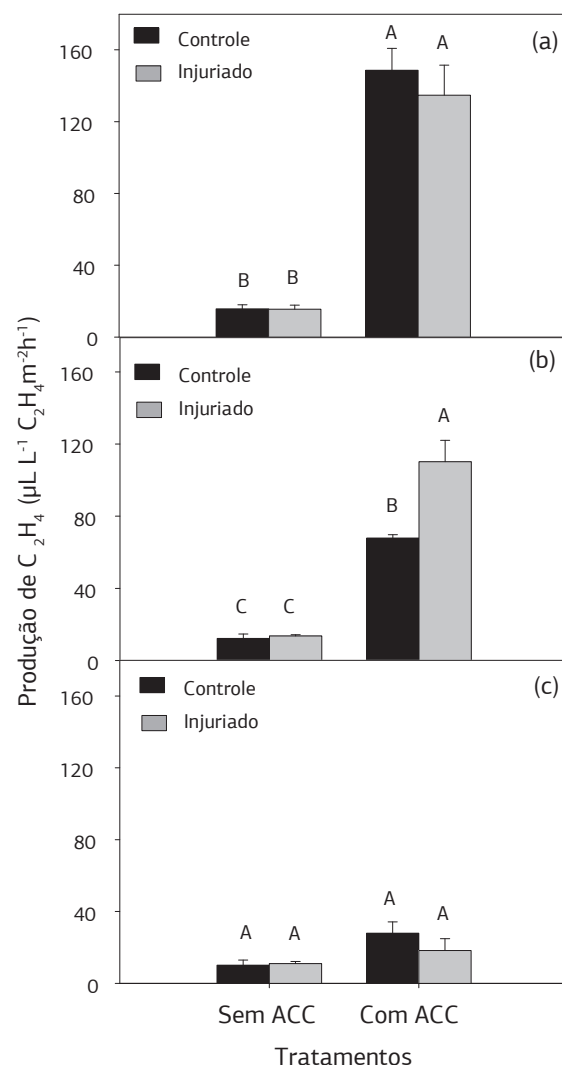 Produção de C₂H₄ (µL L⁻¹ C₂H₄m⁻²h⁻¹)
(a)
Controle
Injuriado
160
120
80
40
0
B B A A
(b)
Controle
Injuriado
160
120
80
40
0
C C B A
(c)
Controle
Injuriado
160
120
80
40
0
A A A A
Sem ACC Com ACC
Tratamentos